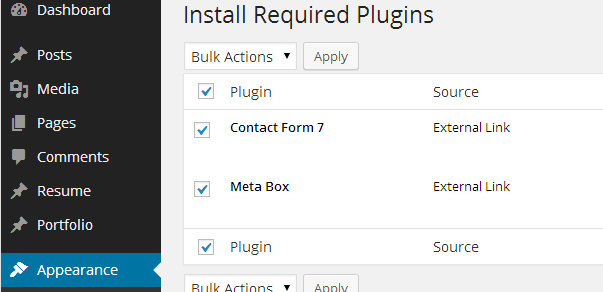 Dashboard
Posts
Media
Pages
Comments
Resume
Portfolio
Appearance
Install Required Plugins
Bulk Actions Apply
Plugin Source
Contact Form 7 External Link
Meta Box External Link
Plugin Source
Bulk Actions Apply